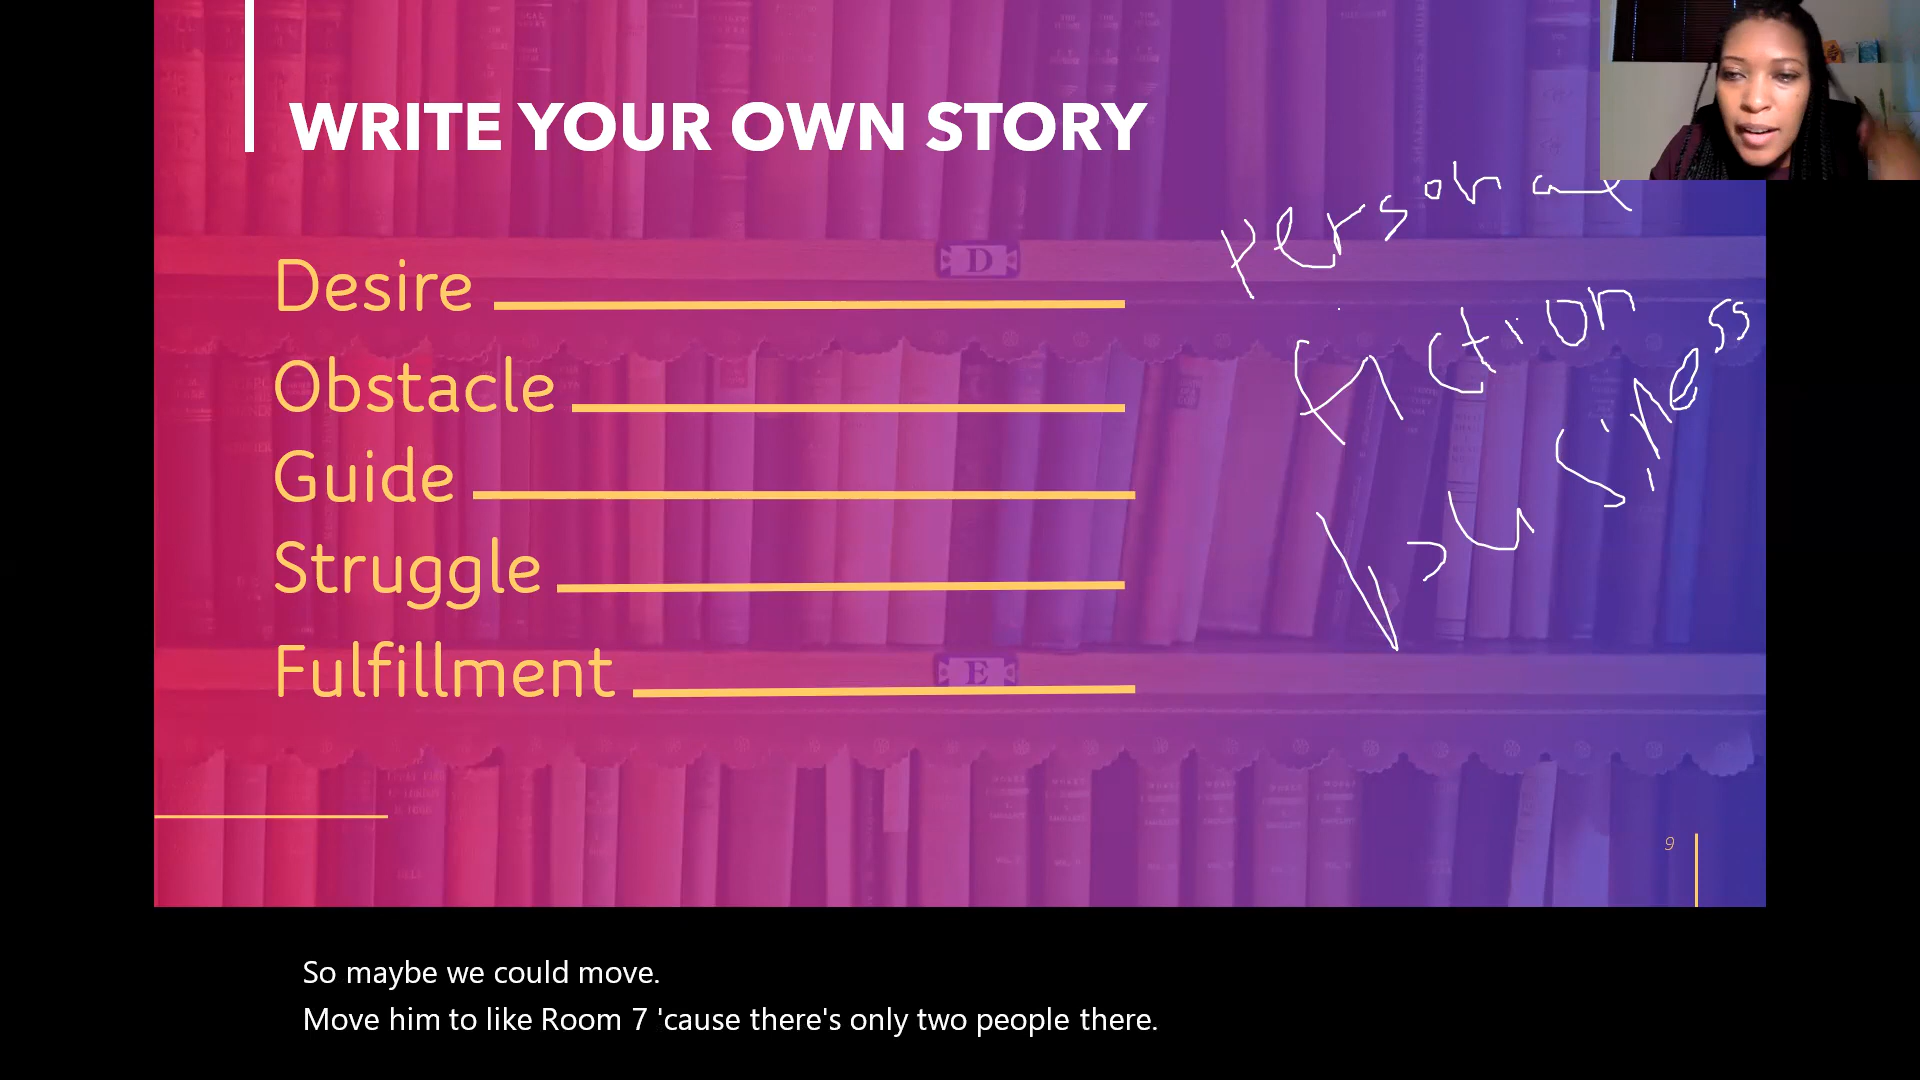 WRITE YOUR OWN STORY
Desire
Obstacle
Guide
Struggle
Fulfillment
personal
fiction
business
D
E
9
So maybe we could move.
Move him to like Room 7 'cause there's only two people there.